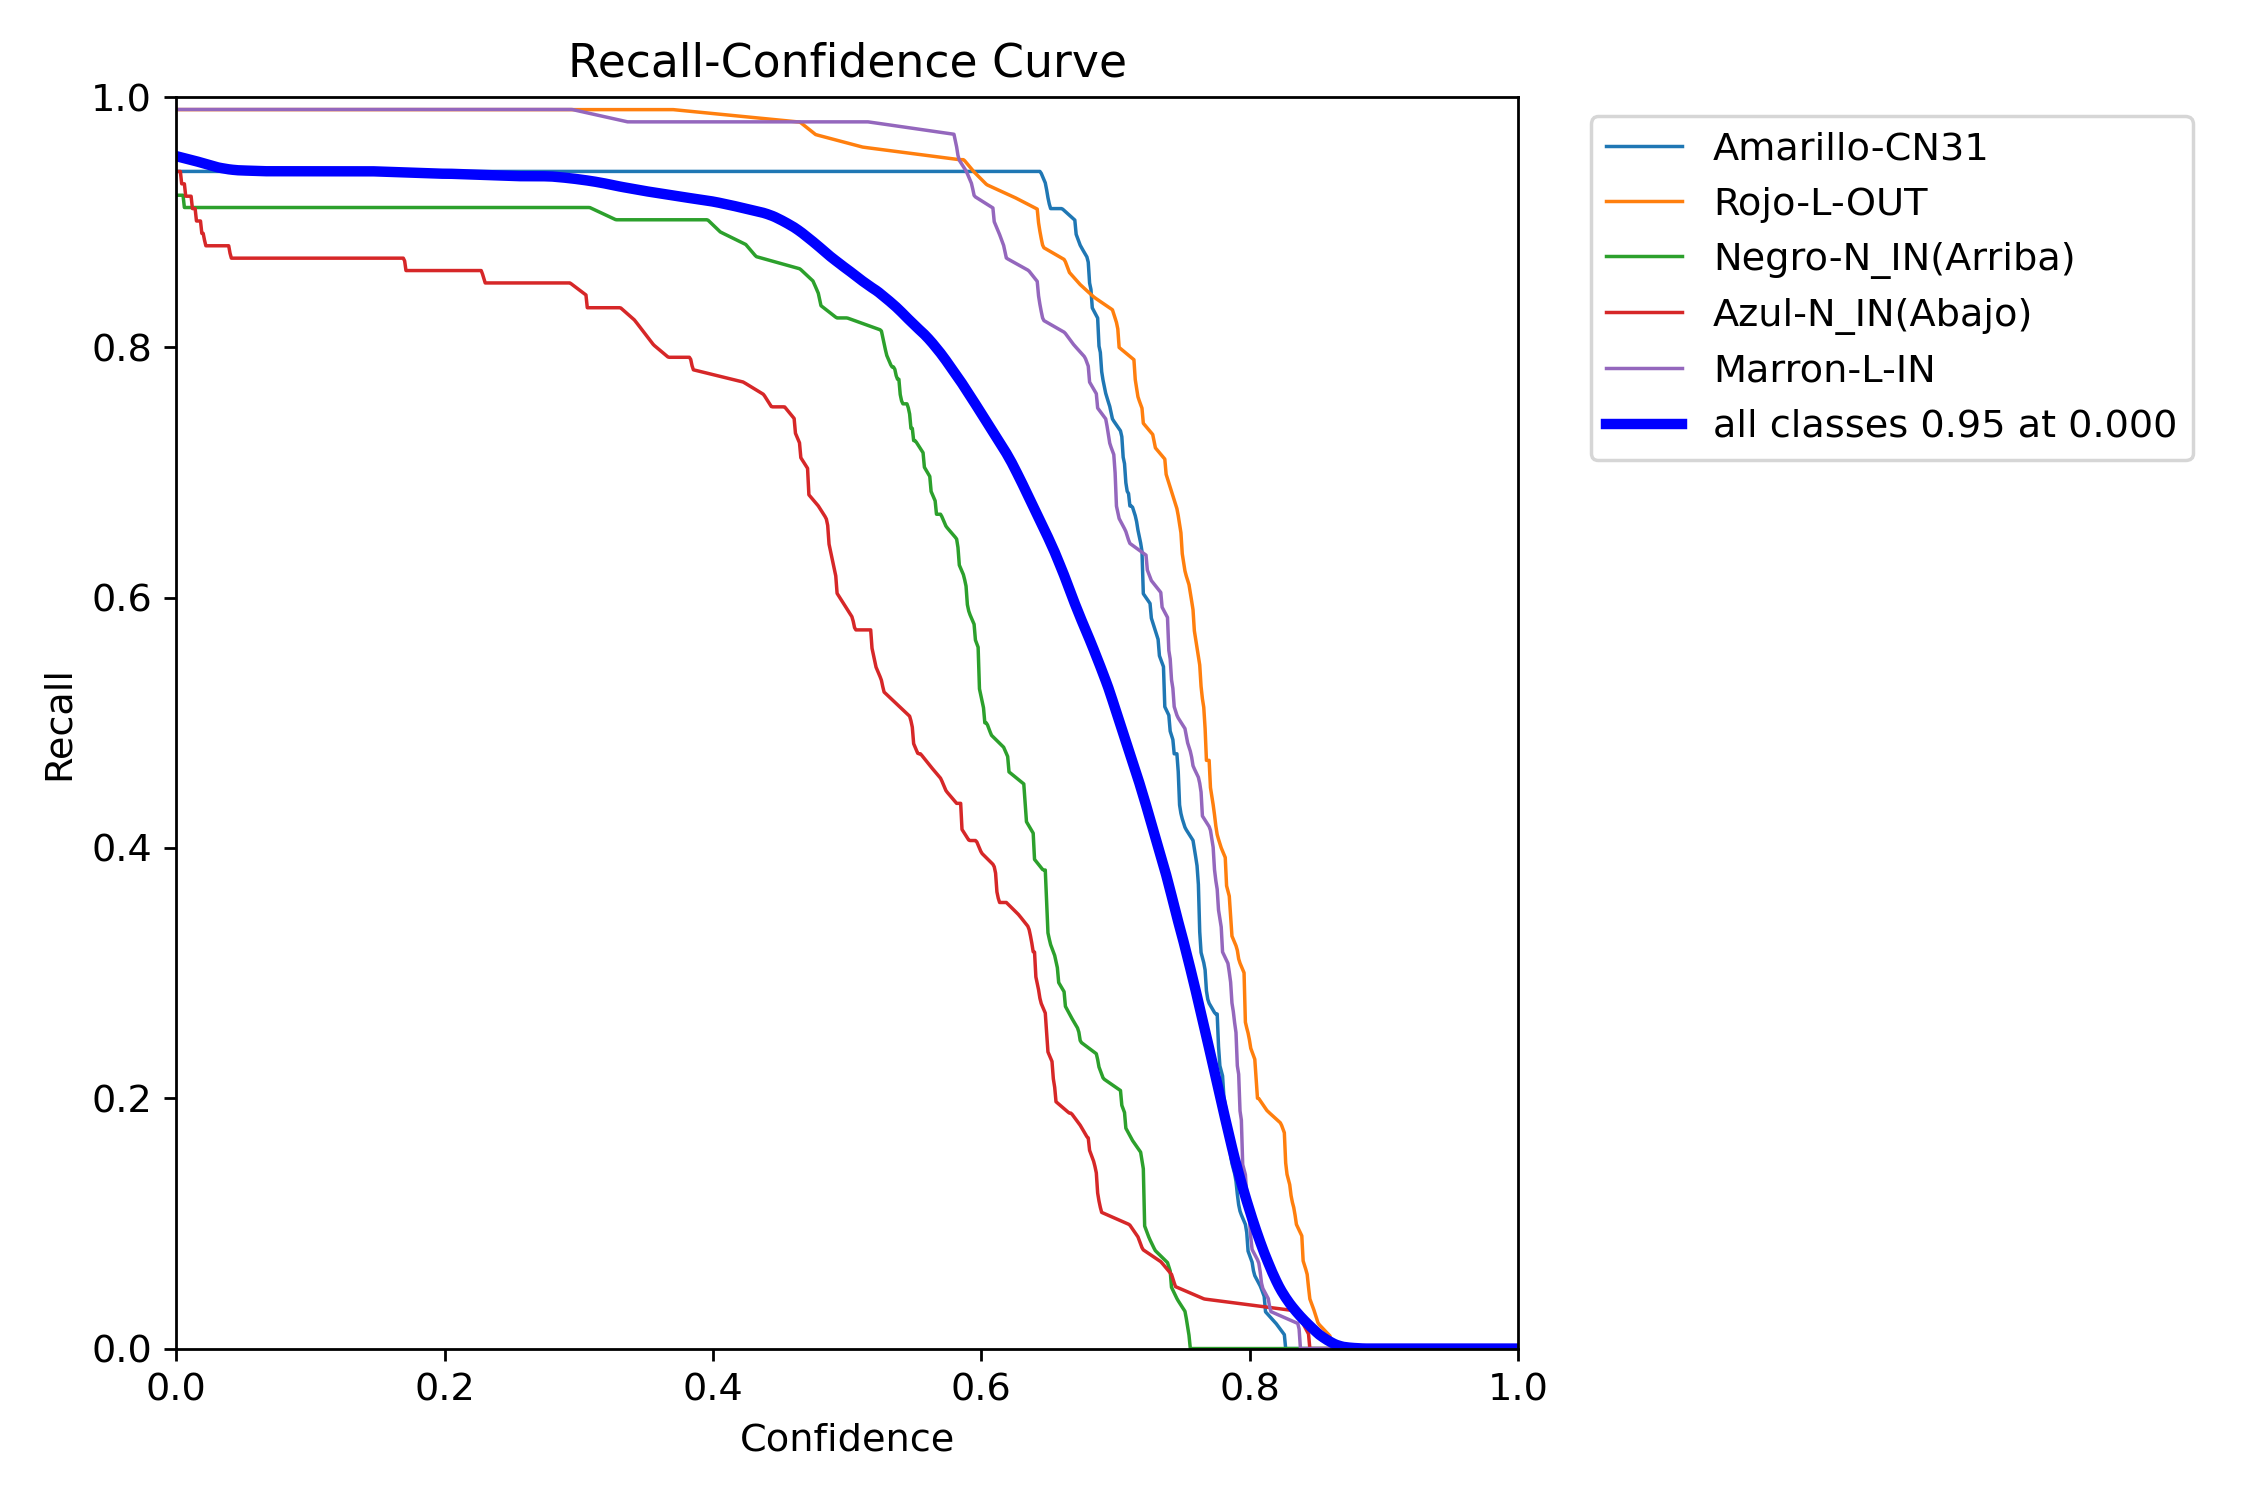 Recall-Confidence Curve
1.0
0.8
0.6
0.4
0.2
0.0
Recall
0.0 0.2 0.4 0.6 0.8 1.0
Confidence
Amarillo-CN31
Rojo-L-OUT
Negro-N_IN(Arriba)
Azul-N_IN(Abajo)
Marron-L-IN
all classes 0.95 at 0.000